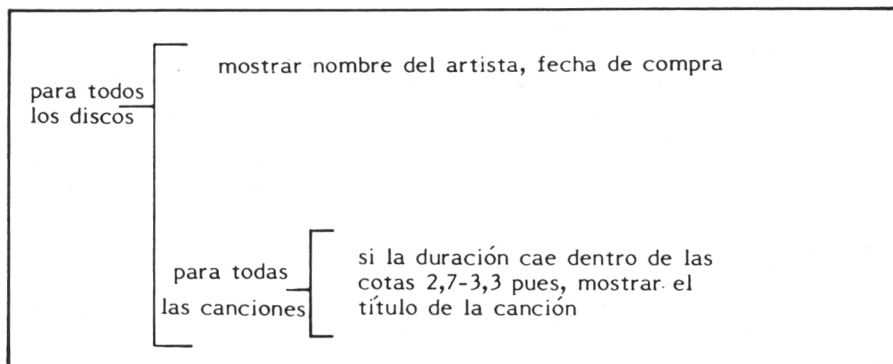 mostrar nombre del artista, fecha de compra
para todos
los discos
para todas
las canciones
si la duración cae dentro de las
cotas 2,7-3,3 pues, mostrar el
título de la canción